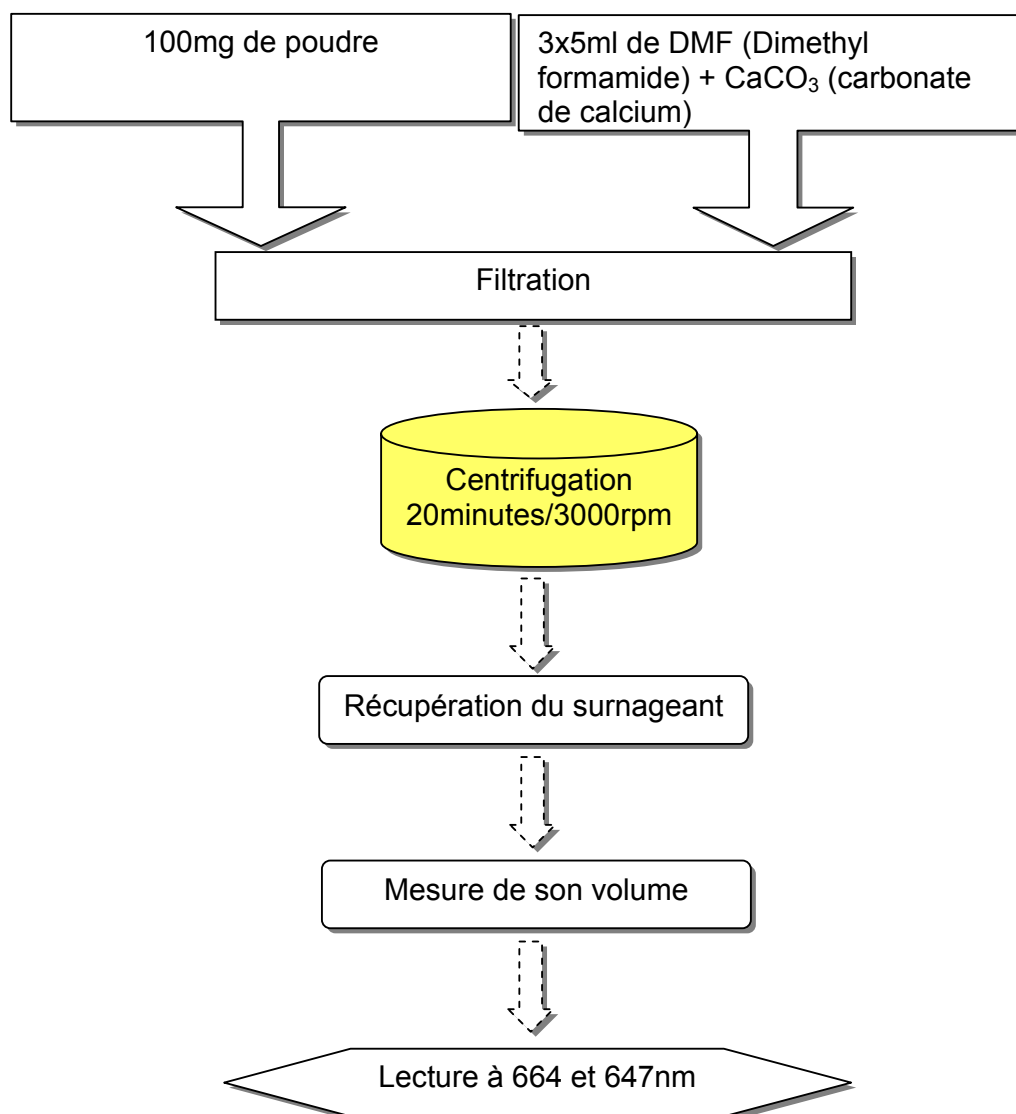 100mg de poudre
3x5ml de DMF (Dimethyl
formamide) + CaCO₃ (carbonate
de calcium)
Filtration
Centrifugation
20minutes/3000rpm
Récupération du surnageant
Mesure de son volume
Lecture à 664 et 647nm